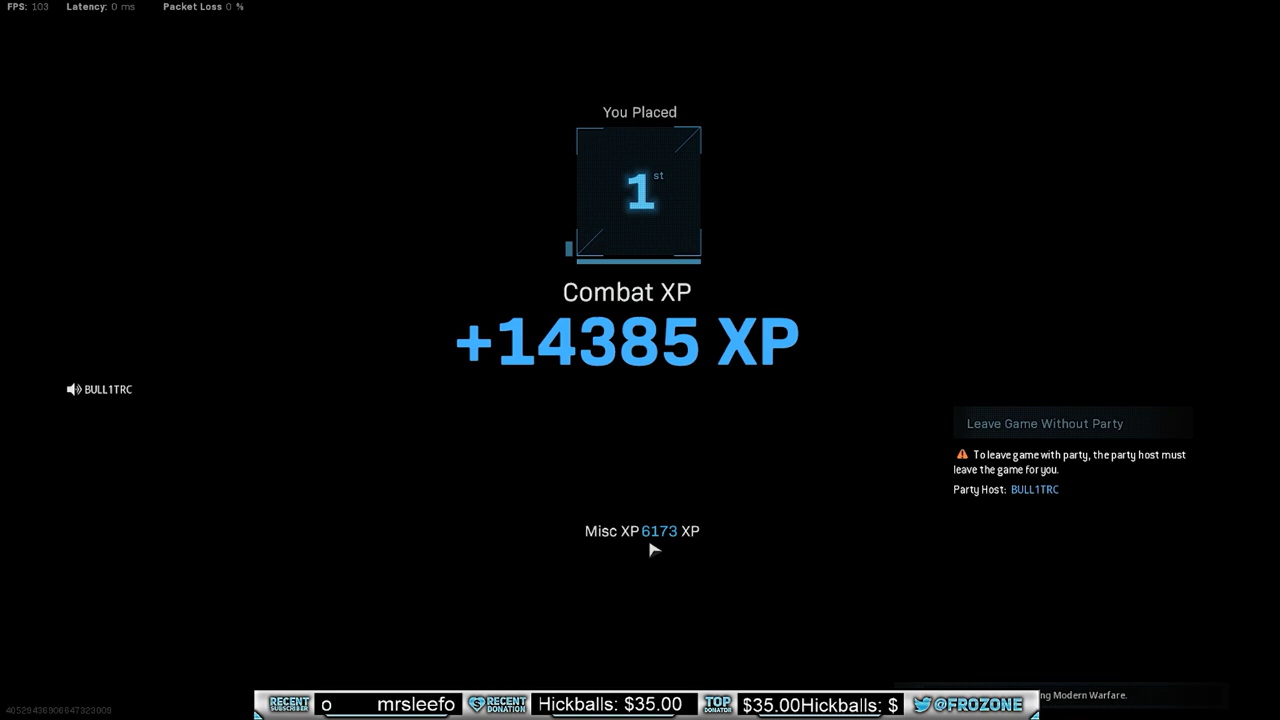 FPS: 103 Latency: 0 ms Packet Loss 0 %
You Placed
1st
Combat XP
+14385 XP
BULL1TRC
Leave Game Without Party
To leave game with party, the party host must
leave the game for you.
Party Host: BULL1TRC
Misc XP 6173 XP
RECENT SUBSCRIBER o mrsleefo RECENT DONATION Hickballs: $35.00 TOP DONATOR $35.00Hickballs: $ @FROZONE
ng Modern Warfare.